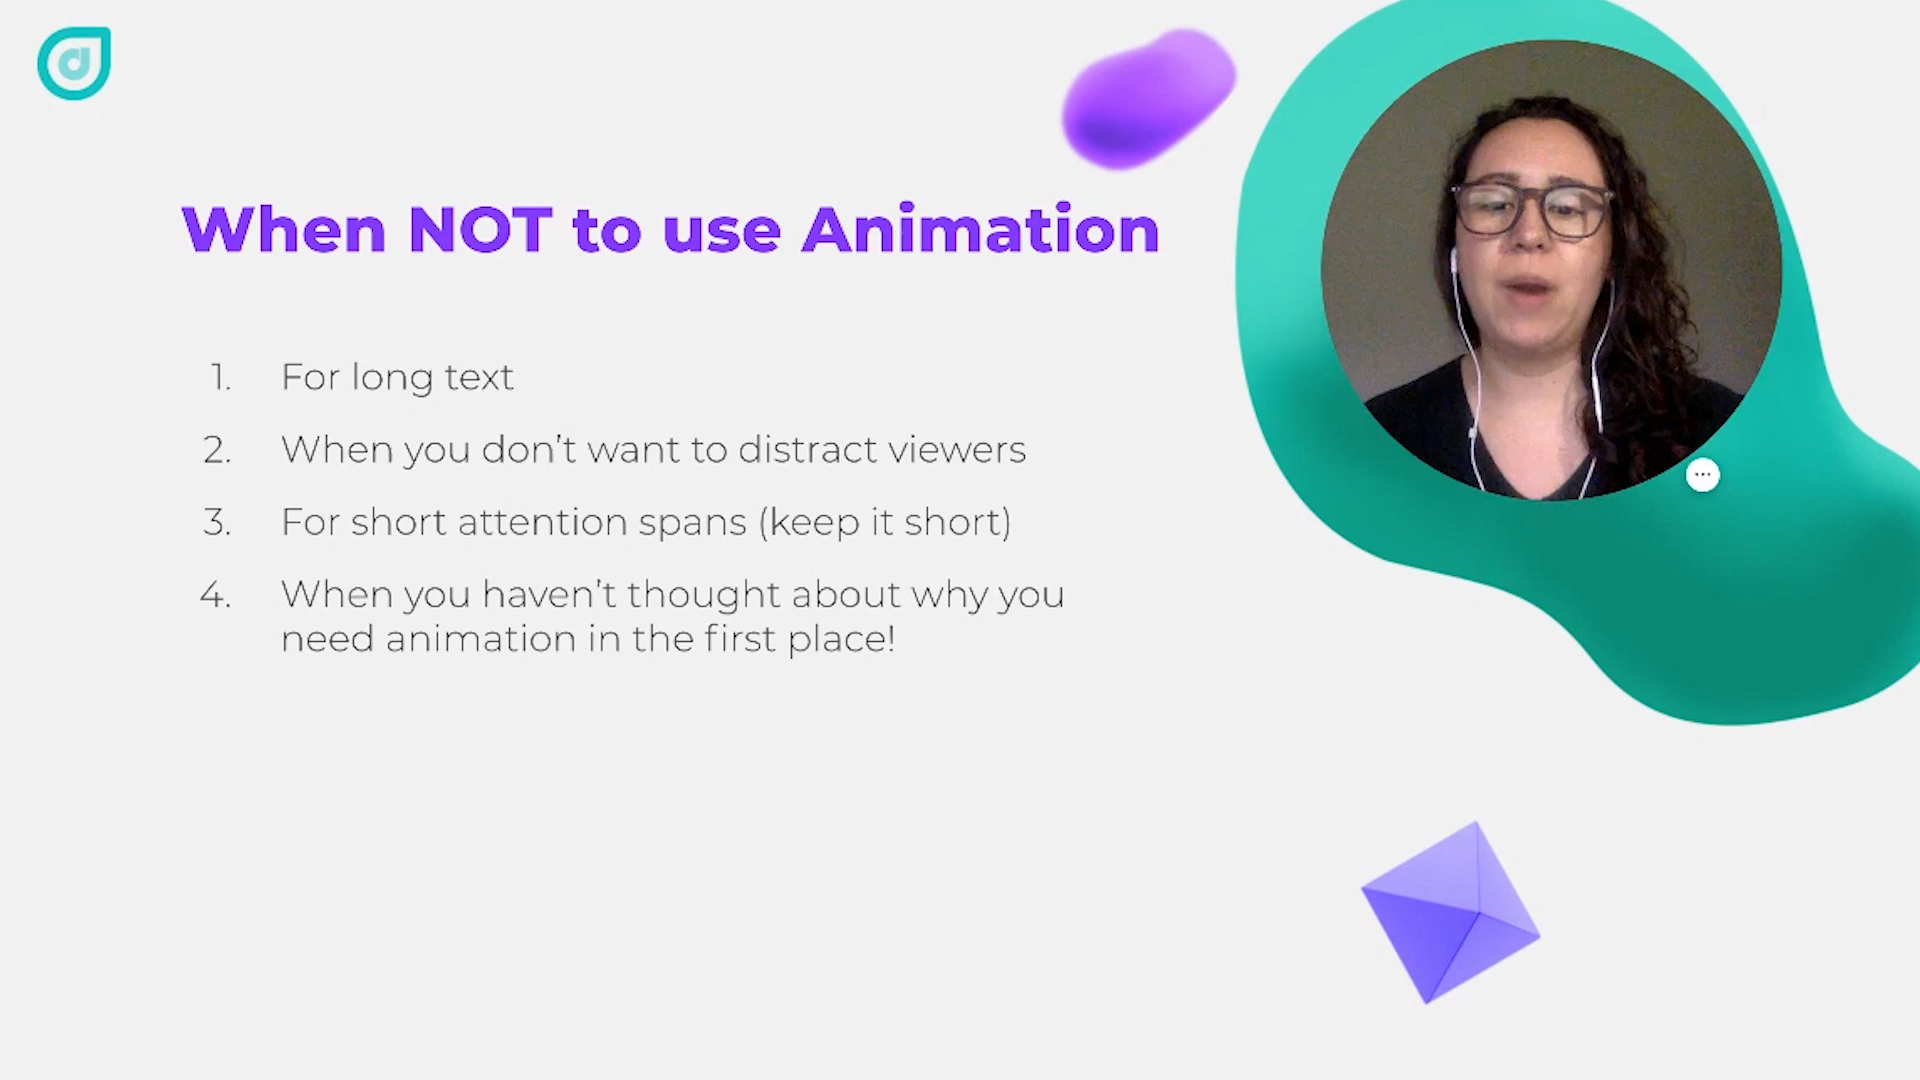 When NOT to use Animation
1. For long text
2. When you don't want to distract viewers
3. For short attention spans (keep it short)
4. When you haven't thought about why you
need animation in the first place!